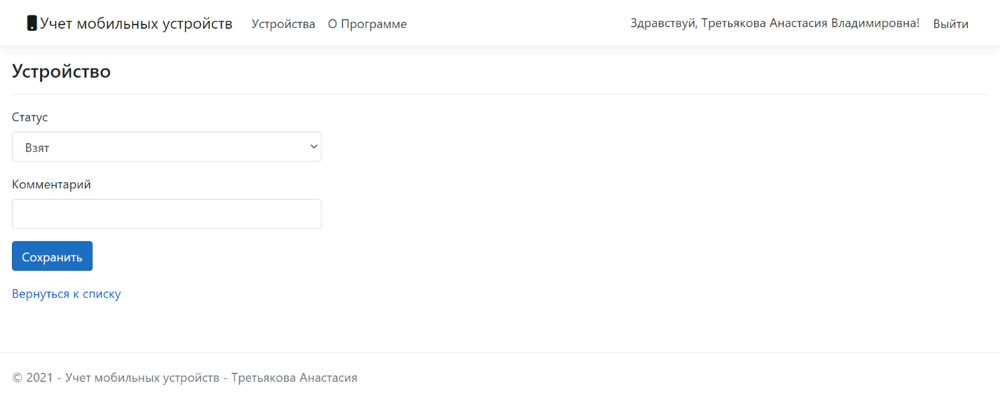 Учет мобильных устройств Устройства О Программе Здравствуй, Третьякова Анастасия Владимировна! Выйти
Устройство
Статус
Взят
Комментарий
Сохранить
Вернуться к списку
© 2021 - Учет мобильных устройств - Третьякова Анастасия